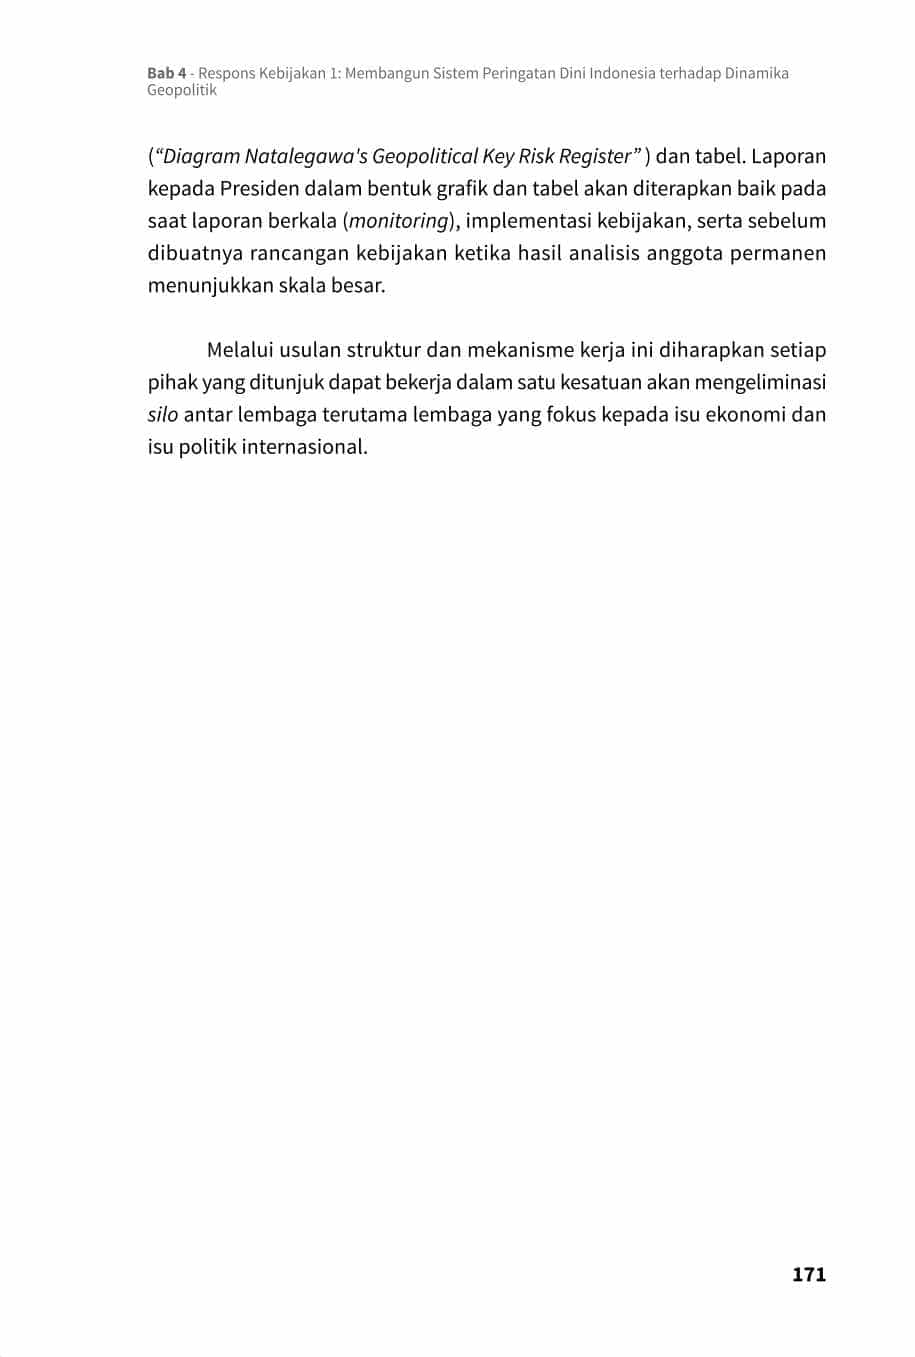 Bab 4 - Respons Kebijakan 1: Membangun Sistem Peringatan Dini Indonesia terhadap Dinamika
Geopolitik
(“Diagram Natalegawa's Geopolitical Key Risk Register” ) dan tabel. Laporan
kepada Presiden dalam bentuk grafik dan tabel akan diterapkan baik pada
saat laporan berkala (monitoring), implementasi kebijakan, serta sebelum
dibuatnya rancangan kebijakan ketika hasil analisis anggota permanen
menunjukkan skala besar.
Melalui usulan struktur dan mekanisme kerja ini diharapkan setiap
pihak yang ditunjuk dapat bekerja dalam satu kesatuan akan mengeliminasi
silo antar lembaga terutama lembaga yang fokus kepada isu ekonomi dan
isu politik internasional.
171